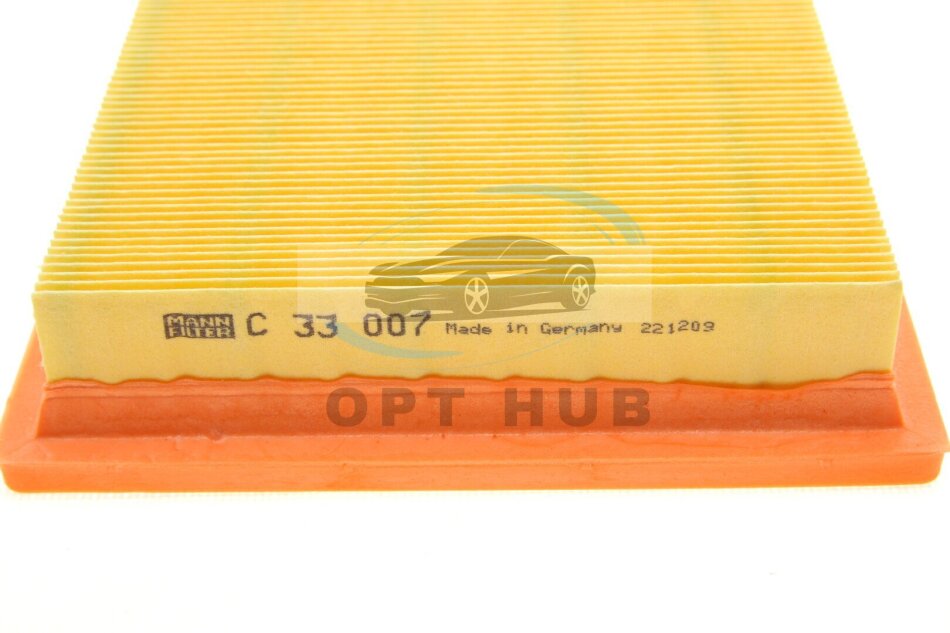 MANN FILTER C 33 007 Made in Germany 221209
OPT HUB